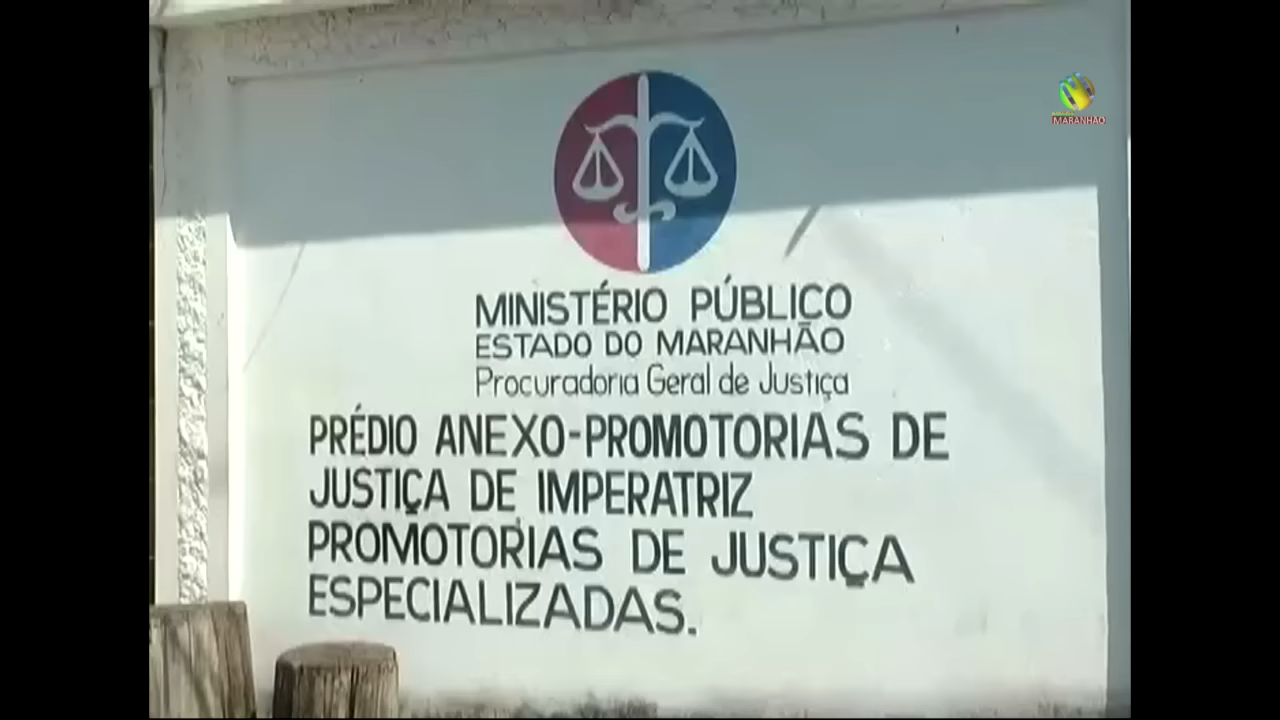 MARANHÃO
MINISTÉRIO PÚBLICO
ESTADO DO MARANHÃO
Procuradoria Geral de Justiça
PRÉDIO ANEXO-PROMOTORIAS DE
JUSTIÇA DE IMPERATRIZ
PROMOTORIAS DE JUSTIÇA
ESPECIALIZADAS.